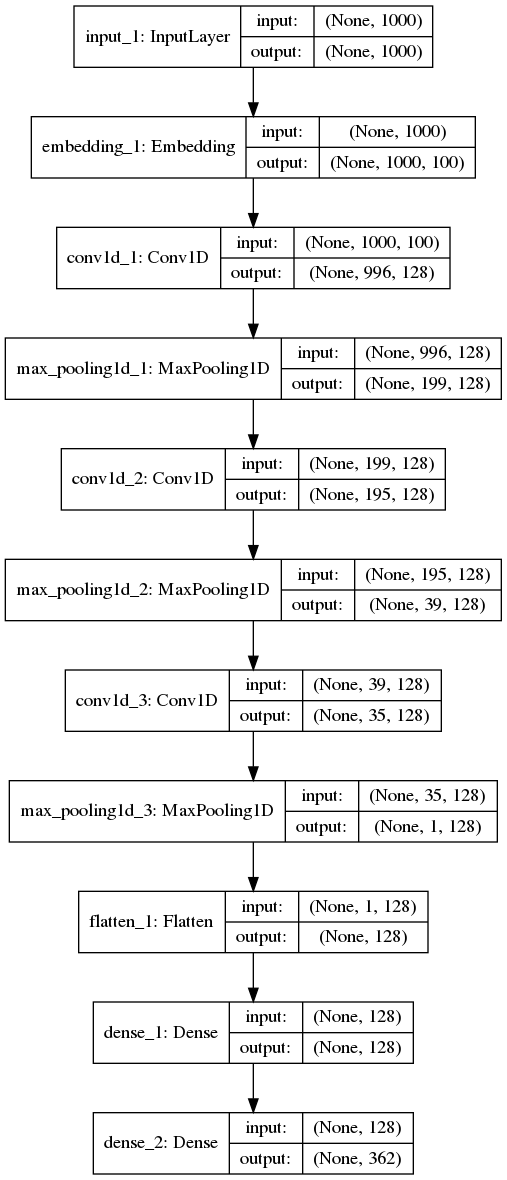 input_1: InputLayer
input: (None, 1000)
output: (None, 1000)
embedding_1: Embedding
input: (None, 1000)
output: (None, 1000, 100)
conv1d_1: Conv1D
input: (None, 1000, 100)
output: (None, 996, 128)
max_pooling1d_1: MaxPooling1D
input: (None, 996, 128)
output: (None, 199, 128)
conv1d_2: Conv1D
input: (None, 199, 128)
output: (None, 195, 128)
max_pooling1d_2: MaxPooling1D
input: (None, 195, 128)
output: (None, 39, 128)
conv1d_3: Conv1D
input: (None, 39, 128)
output: (None, 35, 128)
max_pooling1d_3: MaxPooling1D
input: (None, 35, 128)
output: (None, 1, 128)
flatten_1: Flatten
input: (None, 1, 128)
output: (None, 128)
dense_1: Dense
input: (None, 128)
output: (None, 128)
dense_2: Dense
input: (None, 128)
output: (None, 362)